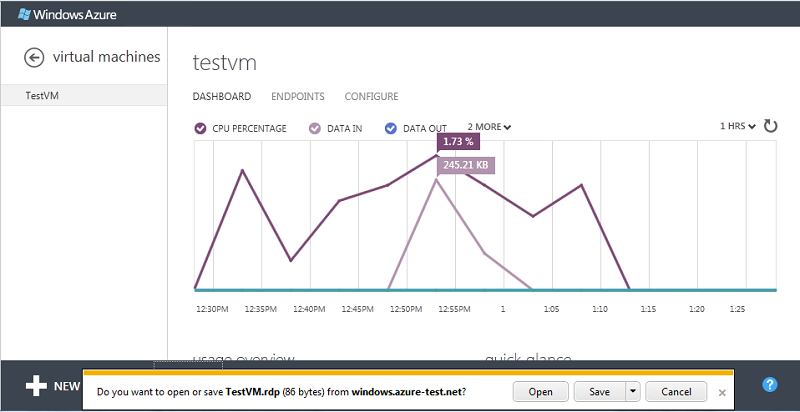 Windows Azure
virtual machines
TestVM
testvm
DASHBOARD ENDPOINTS CONFIGURE
CPU PERCENTAGE DATA IN DATA OUT 2 MORE 1 HRS
1.73 %
245.21 KB
12:30PM 12:35PM 12:40PM 12:45PM 12:50PM 12:55PM 1 1:05 1:10 1:15 1:20 1:25
usage overview quick glance
NEW
Do you want to open or save TestVM.rdp (86 bytes) from windows.azure-test.net? Open Save Cancel